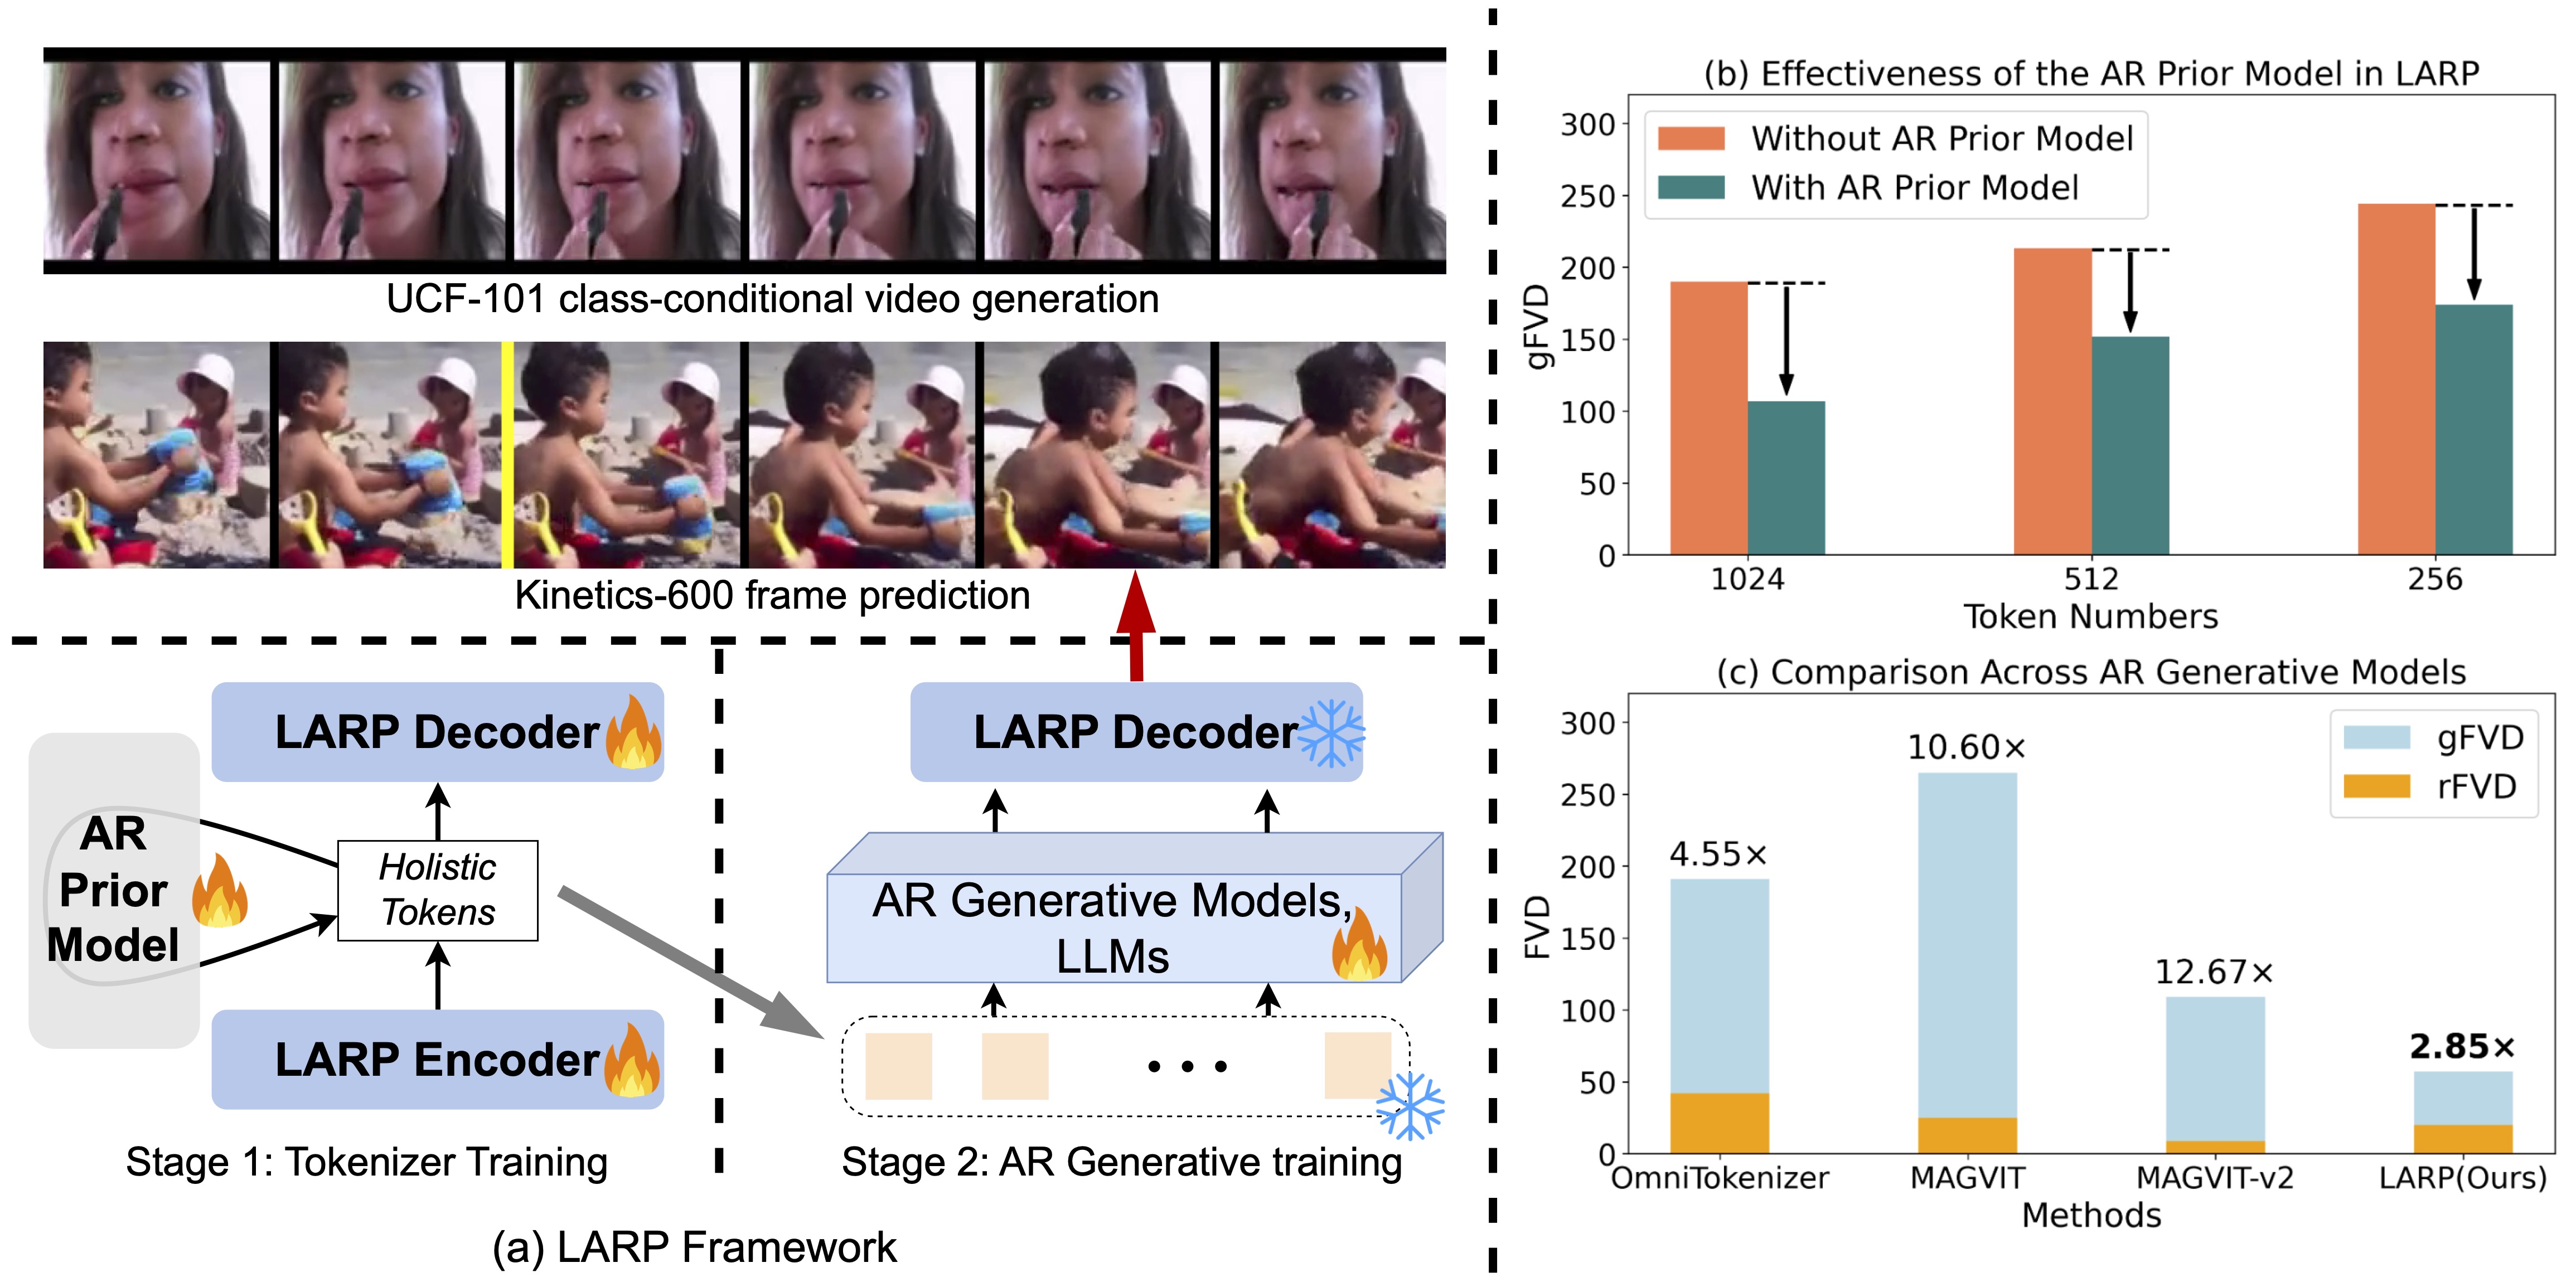 UCF-101 class-conditional video generation
Kinetics-600 frame prediction
LARP Decoder
AR
Prior
Model
Holistic
Tokens
LARP Encoder
Stage 1: Tokenizer Training
LARP Decoder
AR Generative Models,
LLMs
Stage 2: AR Generative training
(a) LARP Framework
(b) Effectiveness of the AR Prior Model in LARP
Without AR Prior Model
With AR Prior Model
gFVD
300
250
200
150
100
50
0
1024
512
256
Token Numbers
(c) Comparison Across AR Generative Models
gFVD
rFVD
FVD
300
250
200
150
100
50
0
4.55×
10.60×
12.67×
2.85×
OmniTokenizer
MAGVIT
MAGVIT-v2
LARP(Ours)
Methods